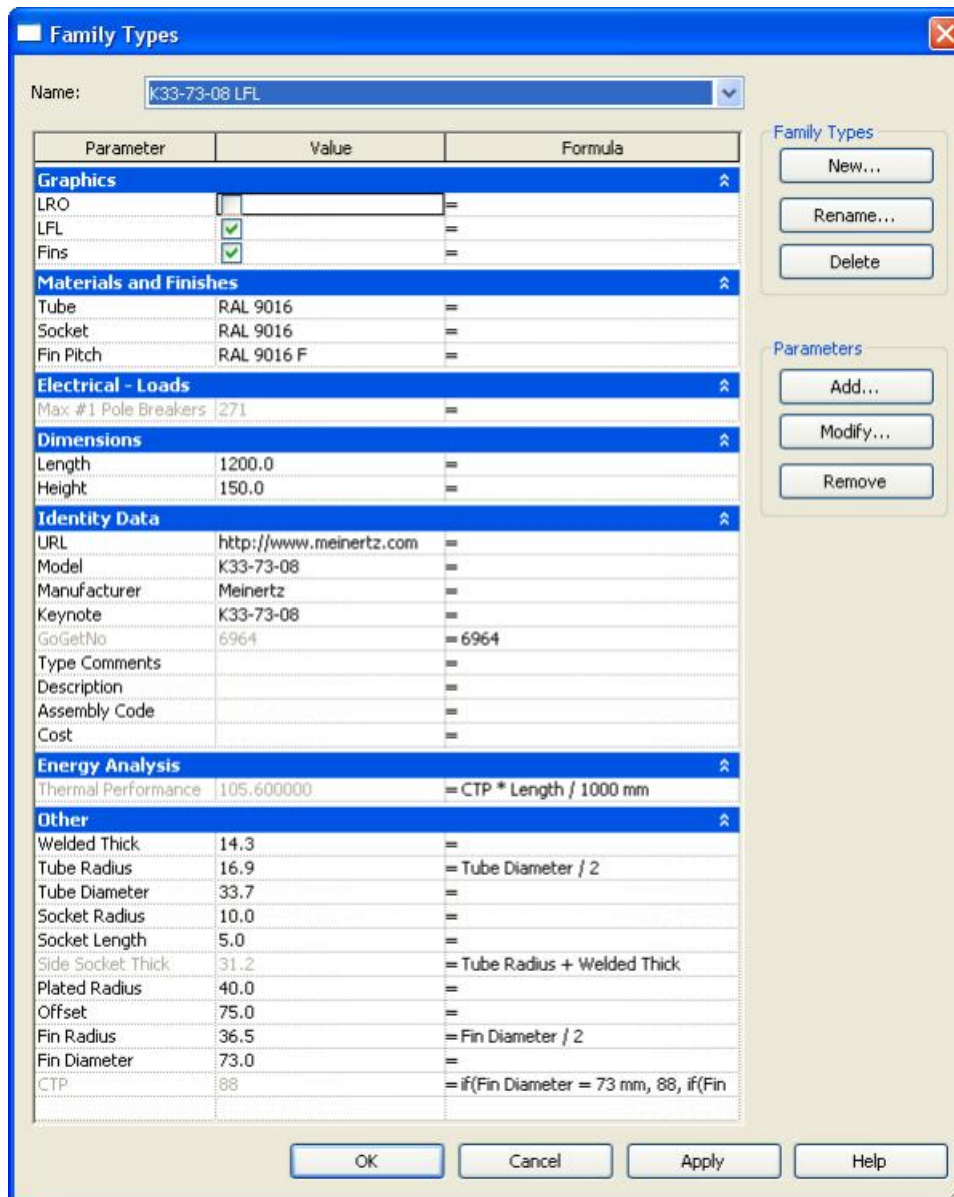 Family Types
Name: K33-73-08 LFL
Parameter Value Formula
Graphics
LRO =
LFL =
Fins =
Materials and Finishes
Tube RAL 9016 =
Socket RAL 9016 =
Fin Pitch RAL 9016 F =
Electrical - Loads
Max #1 Pole Breakers 271 =
Dimensions
Length 1200.0 =
Height 150.0 =
Identity Data
URL http://www.meinertz.com =
Model K33-73-08 =
Manufacturer Meinertz =
Keynote K33-73-08 =
GoGetNo 6964 = 6964
Type Comments =
Description =
Assembly Code =
Cost =
Energy Analysis
Thermal Performance 105.600000 = CTP * Length / 1000 mm
Other
Welded Thick 14.3 =
Tube Radius 16.9 = Tube Diameter / 2
Tube Diameter 33.7 =
Socket Radius 10.0 =
Socket Length 5.0 =
Side Socket Thick 31.2 = Tube Radius + Welded Thick
Plated Radius 40.0 =
Offset 75.0 =
Fin Radius 36.5 = Fin Diameter / 2
Fin Diameter 73.0 =
CTP 88 = if(Fin Diameter = 73 mm, 88, if(Fin
Family Types
New...
Rename...
Delete
Parameters
Add...
Modify...
Remove
OK Cancel Apply Help